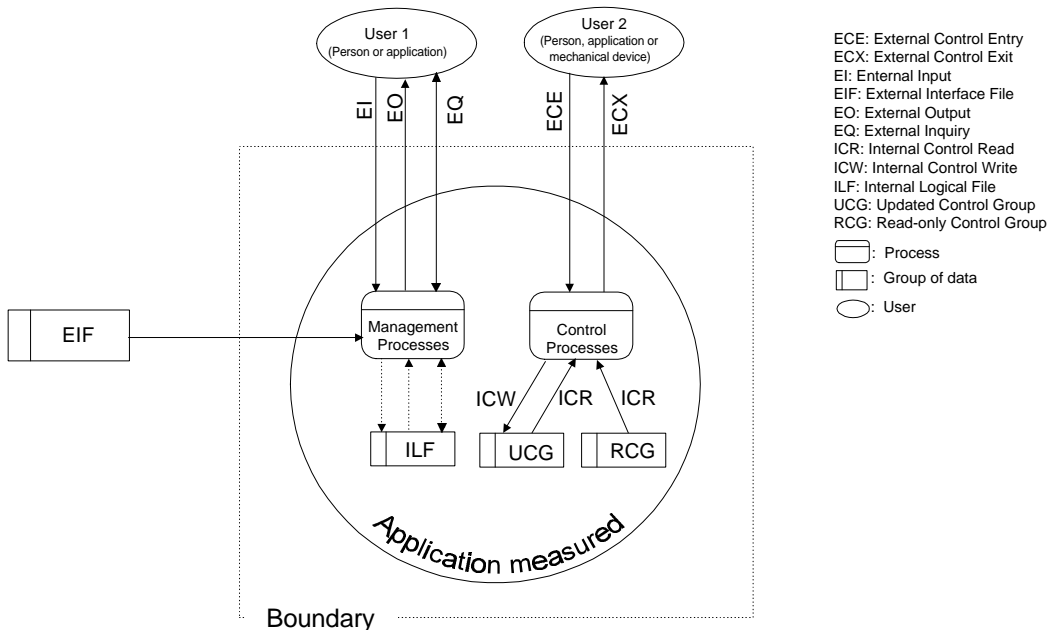 User 1
(Person or application)
User 2
(Person, application or
mechanical device)
EI
EO
EQ
ECE
ECX
ECE: External Control Entry
ECX: External Control Exit
EI: Enternal Input
EIF: External Interface File
EO: External Output
EQ: External Inquiry
ICR: Internal Control Read
ICW: Internal Control Write
ILF: Internal Logical File
UCG: Updated Control Group
RCG: Read-only Control Group
: Process
: Group of data
: User
EIF
Management
Processes
Control
Processes
ICW
ICR
ICR
ILF
UCG
RCG
Application measured
Boundary